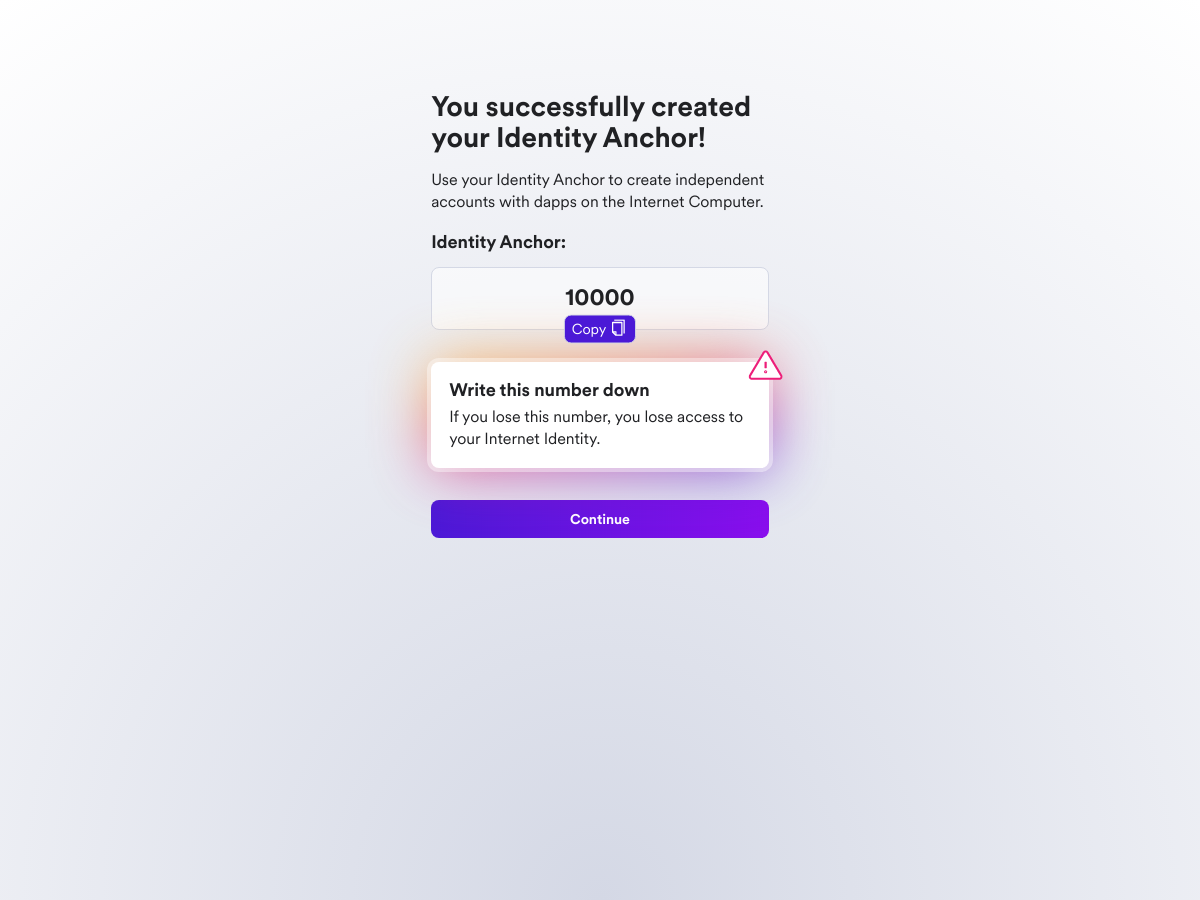 You successfully created
your Identity Anchor!
Use your Identity Anchor to create independent
accounts with dapps on the Internet Computer.
Identity Anchor:
10000
Copy
Write this number down
If you lose this number, you lose access to
your Internet Identity.
Continue